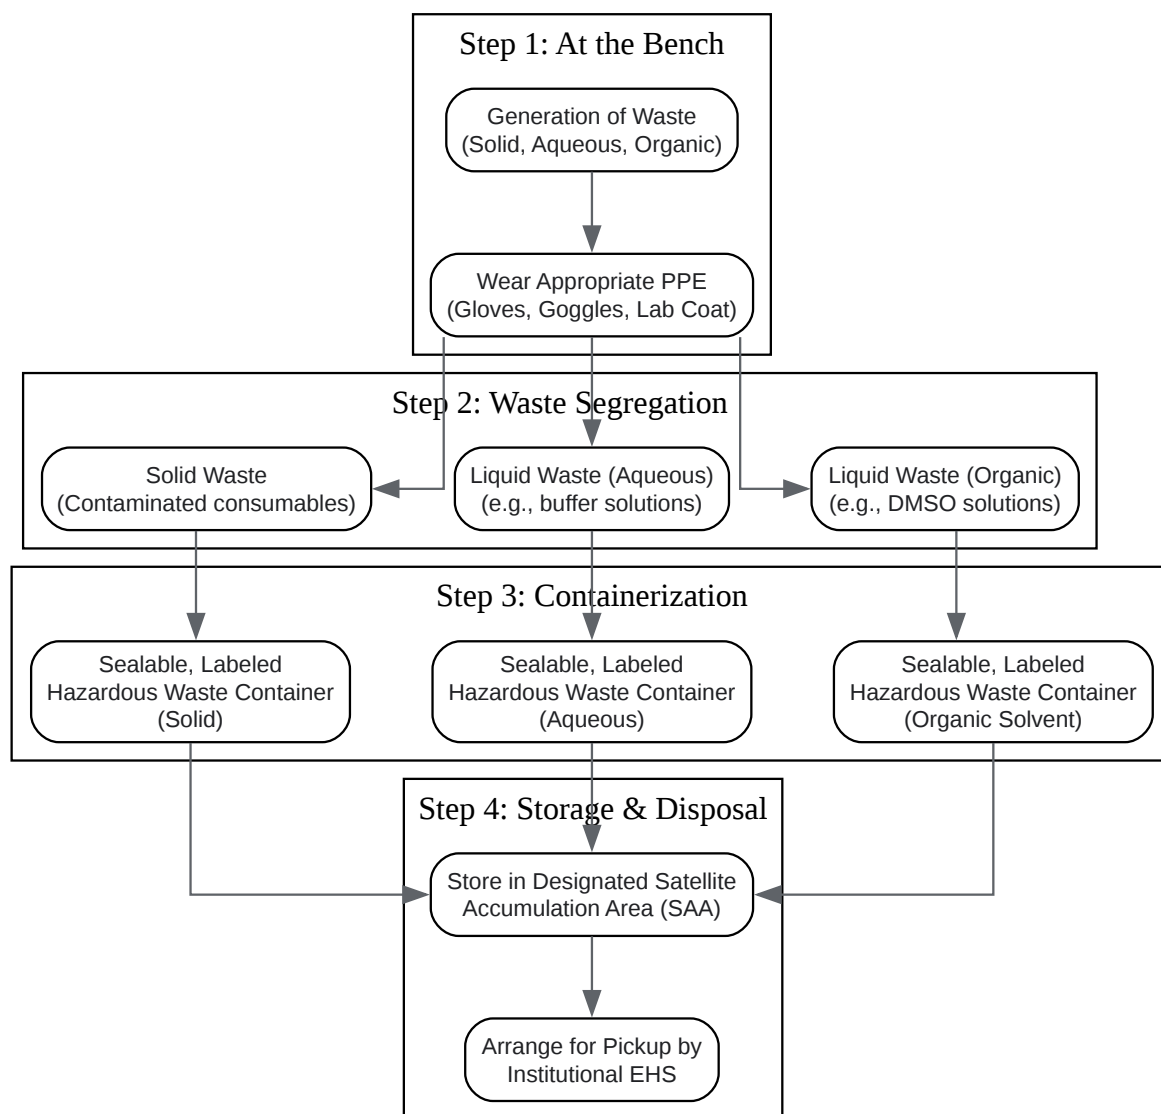 Step 1: At the Bench
Generation of Waste
(Solid, Aqueous, Organic)
Wear Appropriate PPE
(Gloves, Goggles, Lab Coat)
Step 2: Waste Segregation
Solid Waste
(Contaminated consumables)
Liquid Waste (Aqueous)
(e.g., buffer solutions)
Liquid Waste (Organic)
(e.g., DMSO solutions)
Step 3: Containerization
Sealable, Labeled
Hazardous Waste Container
(Solid)
Sealable, Labeled
Hazardous Waste Container
(Aqueous)
Sealable, Labeled
Hazardous Waste Container
(Organic Solvent)
Step 4: Storage & Disposal
Store in Designated Satellite
Accumulation Area (SAA)
Arrange for Pickup by
Institutional EHS